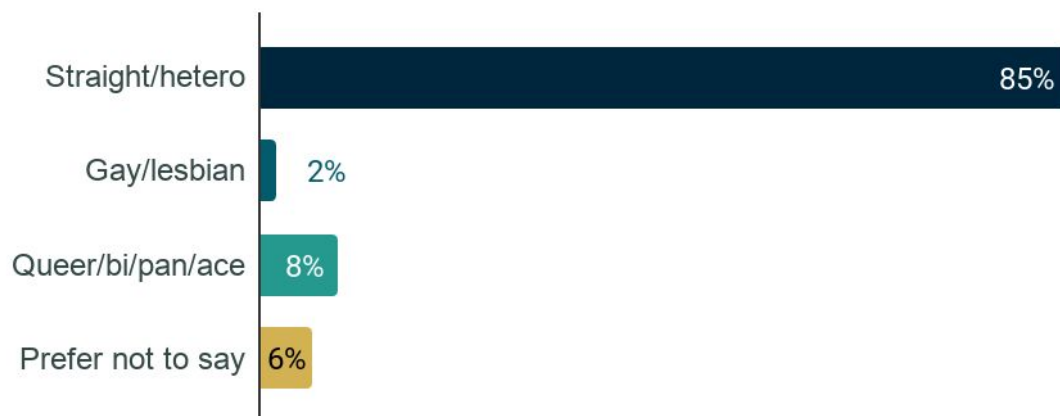 Straight/hetero 85%
Gay/lesbian 2%
Queer/bi/pan/ace 8%
Prefer not to say 6%